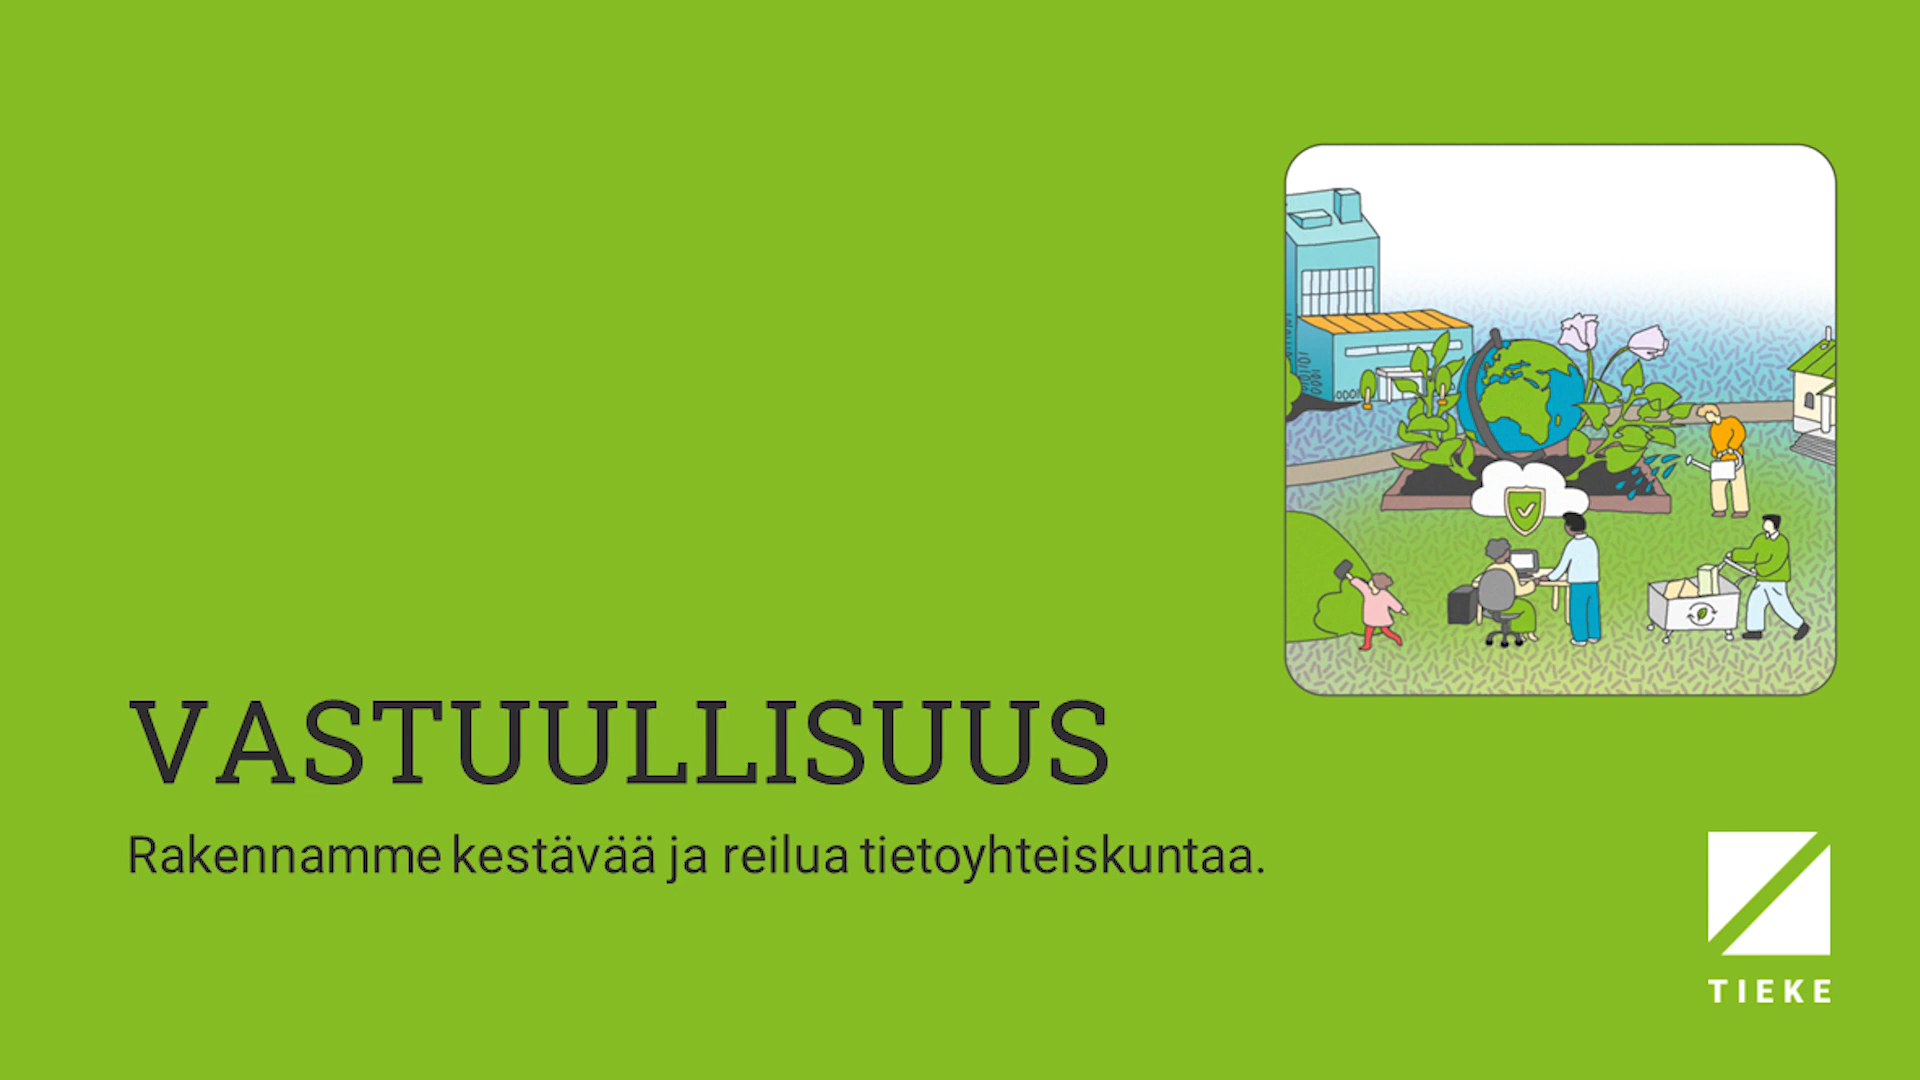 VASTUULLISUUS
Rakennamme kestävää ja reilua tietoyhteiskuntaa.
TIEKE